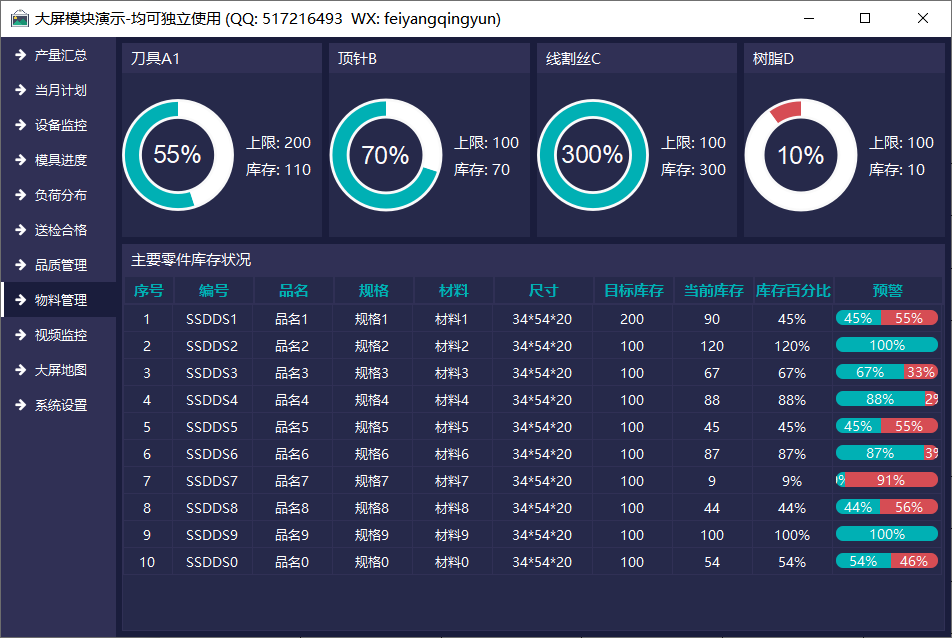 大屏模块演示-均可独立使用 (QQ: 517216493 WX: feiyangqingyun)
产量汇总
当月计划
设备监控
模具进度
负荷分布
送检合格
品质管理
物料管理
视频监控
大屏地图
系统设置
刀具A1
55%
上限: 200
库存: 110
顶针B
70%
上限: 100
库存: 70
线割丝C
300%
上限: 100
库存: 300
树脂D
10%
上限: 100
库存: 10
主要零件库存状况
序号 编号 品名 规格 材料 尺寸 目标库存 当前库存 库存百分比 预警
1 SSDDS1 品名1 规格1 材料1 34*54*20 200 90 45% 45% 55%
2 SSDDS2 品名2 规格2 材料2 34*54*20 100 120 120% 100%
3 SSDDS3 品名3 规格3 材料3 34*54*20 100 67 67% 67% 33%
4 SSDDS4 品名4 规格4 材料4 34*54*20 100 88 88% 88% 2%
5 SSDDS5 品名5 规格5 材料5 34*54*20 100 45 45% 45% 55%
6 SSDDS6 品名6 规格6 材料6 34*54*20 100 87 87% 87% 3%
7 SSDDS7 品名7 规格7 材料7 34*54*20 100 9 9% 91%
8 SSDDS8 品名8 规格8 材料8 34*54*20 100 44 44% 44% 56%
9 SSDDS9 品名9 规格9 材料9 34*54*20 100 100 100% 100%
10 SSDDS0 品名0 规格0 材料0 34*54*20 100 54 54% 54% 46%